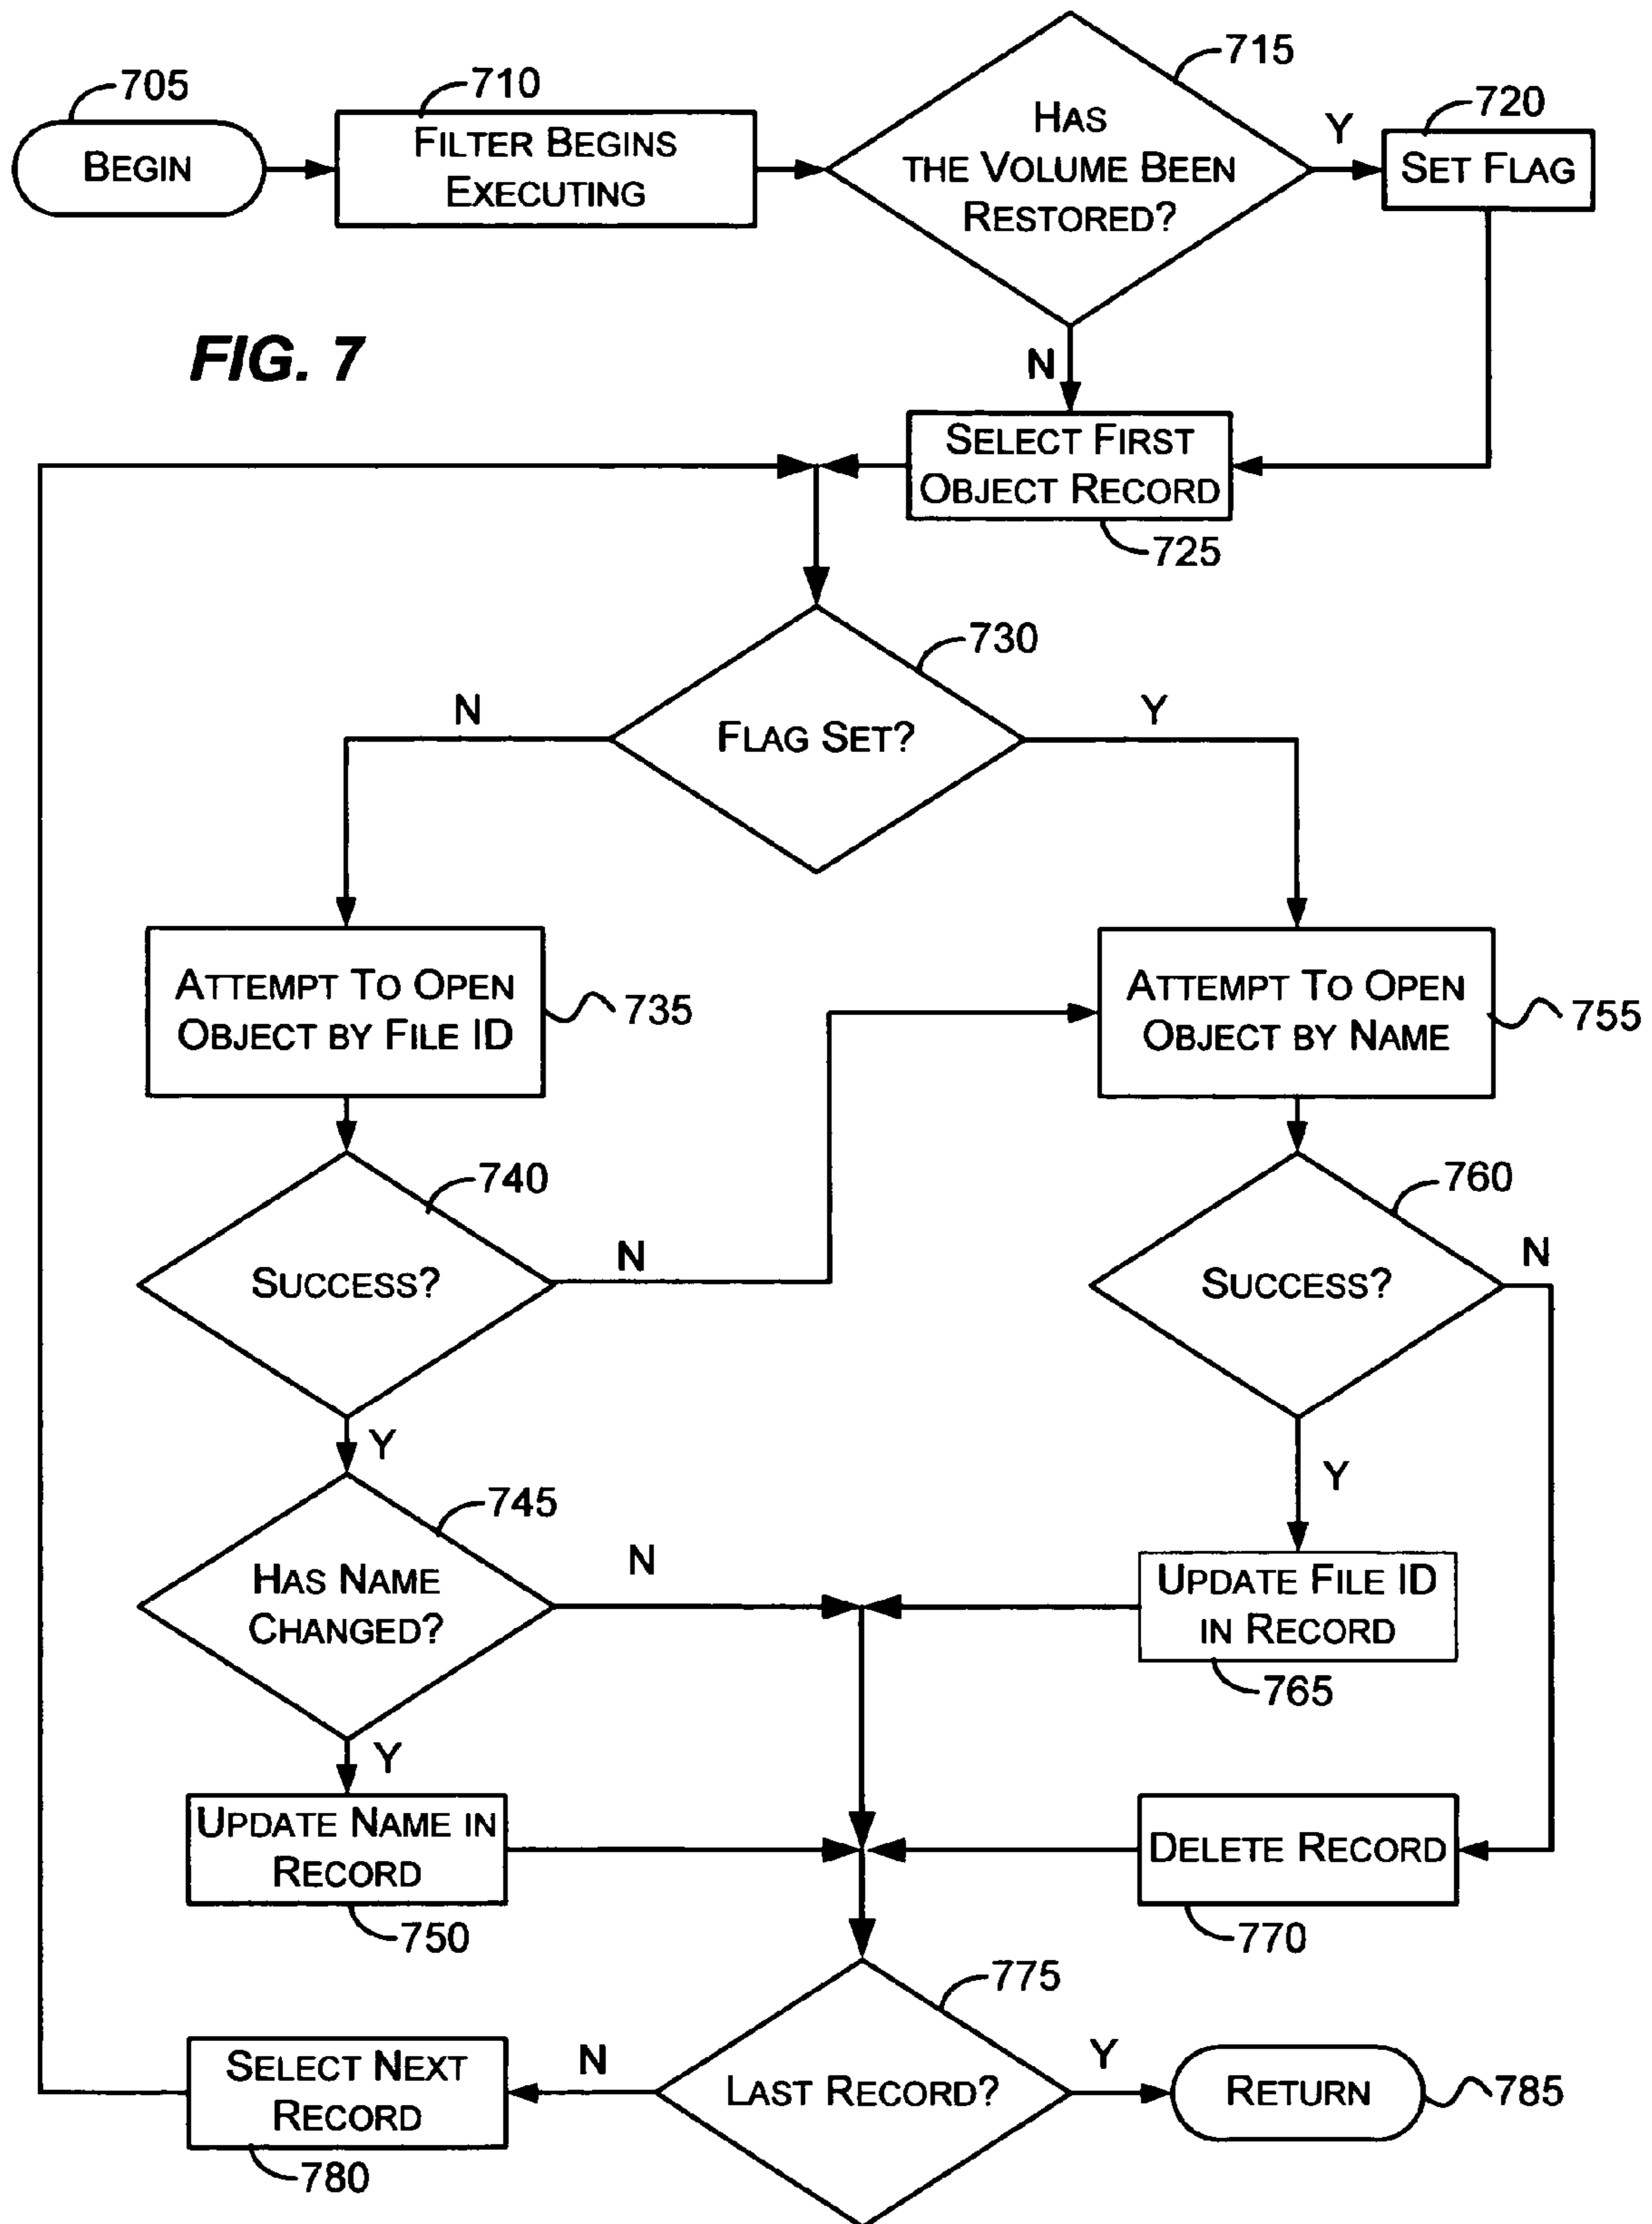 705
BEGIN
710
FILTER BEGINS
EXECUTING
715
HAS
THE VOLUME BEEN
RESTORED?
Y
720
SET FLAG
N
FIG. 7
SELECT FIRST
OBJECT RECORD
725
730
FLAG SET?
N
Y
ATTEMPT TO OPEN
OBJECT BY FILE ID
735
ATTEMPT TO OPEN
OBJECT BY NAME
755
740
SUCCESS?
N
Y
760
SUCCESS?
N
Y
745
HAS NAME
CHANGED?
N
Y
UPDATE FILE ID
IN RECORD
765
UPDATE NAME IN
RECORD
750
DELETE RECORD
770
775
LAST RECORD?
N
Y
SELECT NEXT
RECORD
780
RETURN
785